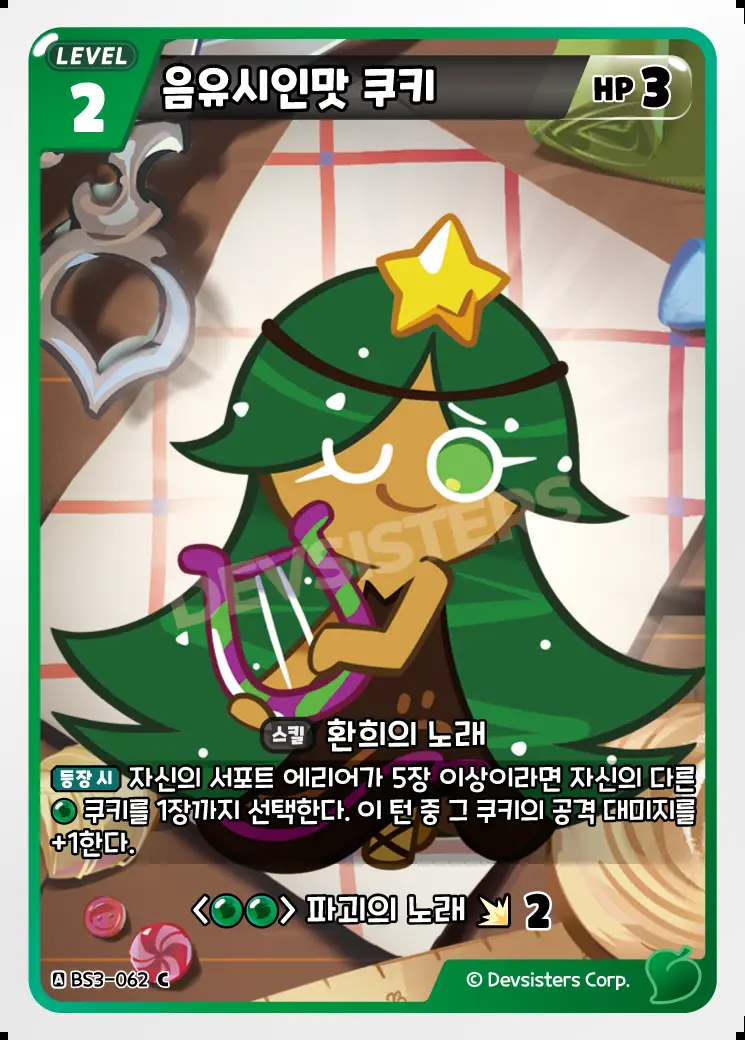 LEVEL
2
음유시인맛 쿠키
HP 3
DEVSISTERS
스킬 환희의 노래
등장 시 자신의 서포트 에리어가 5장 이상이라면 자신의 다른
쿠키를 1장까지 선택한다. 이 턴 중 그 쿠키의 공격 대미지를
+1한다.
< > 파괴의 노래 2
A BS3-062 C
© Devsisters Corp.